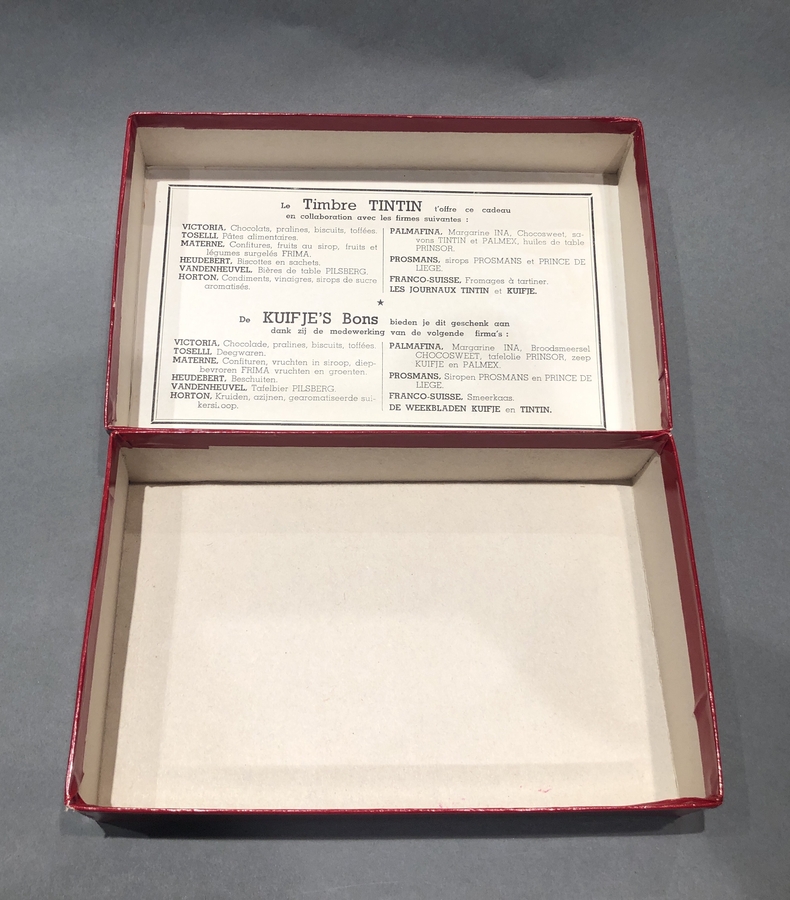 Le Timbre TINTIN t'offre ce cadeau
en collaboration avec les firmes suivantes :
VICTORIA. Chocolats, pralines, biscuits, toffées.
TOSELLI. Pâtes alimentaires.
MATERNE. Confitures, fruits au sirop, fruits et
légumes surgelés FRIMA.
HEUDEBERT. Biscottes en sachets.
VANDENHEUVEL. Bières de table PILSBERG.
HORTON. Condiments, vinaigres, sirops de sucre
aromatisés.
PALMAFINA. Margarine INA, Chocosweet, sa-
vons TINTIN et PALMEX, huiles de table
PRINSOR.
PROSMANS, sirops PROSMANS et PRINCE DE
LIEGE.
FRANCO-SUISSE. Fromages à tartiner.
LES JOURNAUX TINTIN et KUIFJE.
★
De KUIFJE'S Bons bieden je dit geschenk aan
dank zij de medewerking van de volgende firma's :
VICTORIA. Chocolade, pralines, biscuits, toffées.
TOSELLI. Deegwaren.
MATERNE. Confituren, vruchten in siroop, diep-
bevroren FRIMA vruchten en groenten.
HEUDEBERT. Beschuiten.
VANDENHEUVEL. Tafelbier PILSBERG.
HORTON. Kruiden, azijnen, gearomatiseerde sui-
kersi.oop.
PALMAFINA. Margarine INA, Broodsmeersel
CHOCOSWEET, tafelolie PRINSOR, zeep
KUIFJE en PALMEX.
PROSMANS. Siropen PROSMANS en PRINCE DE
LIEGE.
FRANCO-SUISSE. Smeerkaas.
DE WEEKBLADEN KUIFJE en TINTIN.